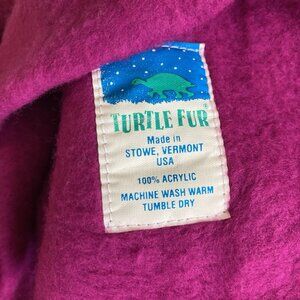 TURTLE FUR®
Made in
STOWE, VERMONT
USA
100% ACRYLIC
MACHINE WASH WARM
TUMBLE DRY